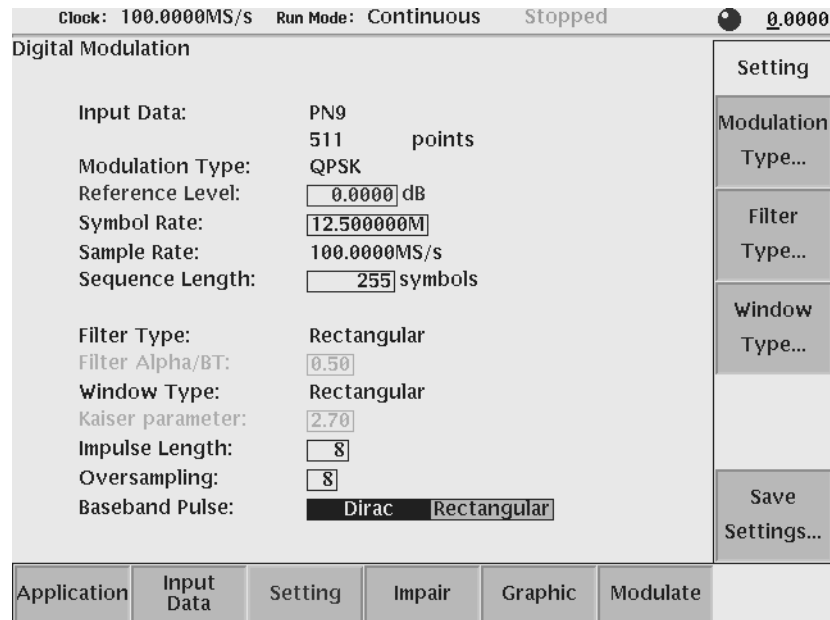 Clock: 100.0000MS/s Run Mode: Continuous Stopped 0.0000
Digital Modulation
Input Data: PN9
511 points
Modulation Type: QPSK
Reference Level: 0.0000 dB
Symbol Rate: 12.500000M
Sample Rate: 100.0000MS/s
Sequence Length: 255 symbols
Filter Type: Rectangular
Filter Alpha/BT: 0.50
Window Type: Rectangular
Kaiser parameter: 2.70
Impulse Length: 8
Oversampling: 8
Baseband Pulse: Dirac Rectangular
Setting
Modulation
Type...
Filter
Type...
Window
Type...
Save
Settings...
Application
Input
Data
Setting
Impair
Graphic
Modulate